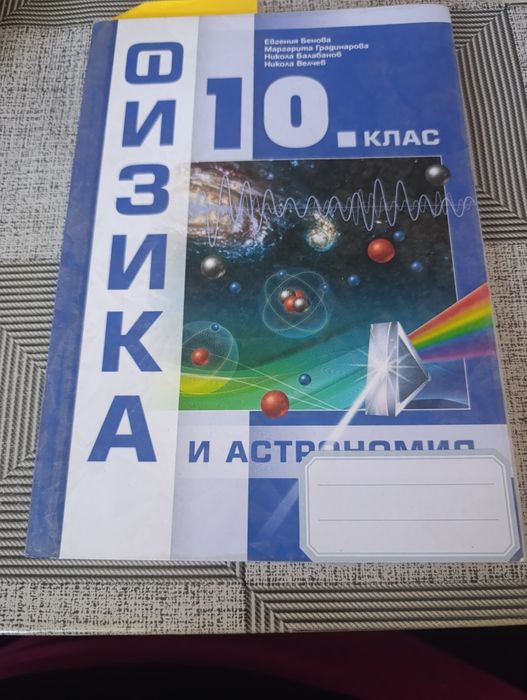 Евгения Бенова
Маргарита Градинарова
Никола Балабанов
Никола Велчев
ФИЗИКА
10. КЛАС
И АСТРОНОМИЯ